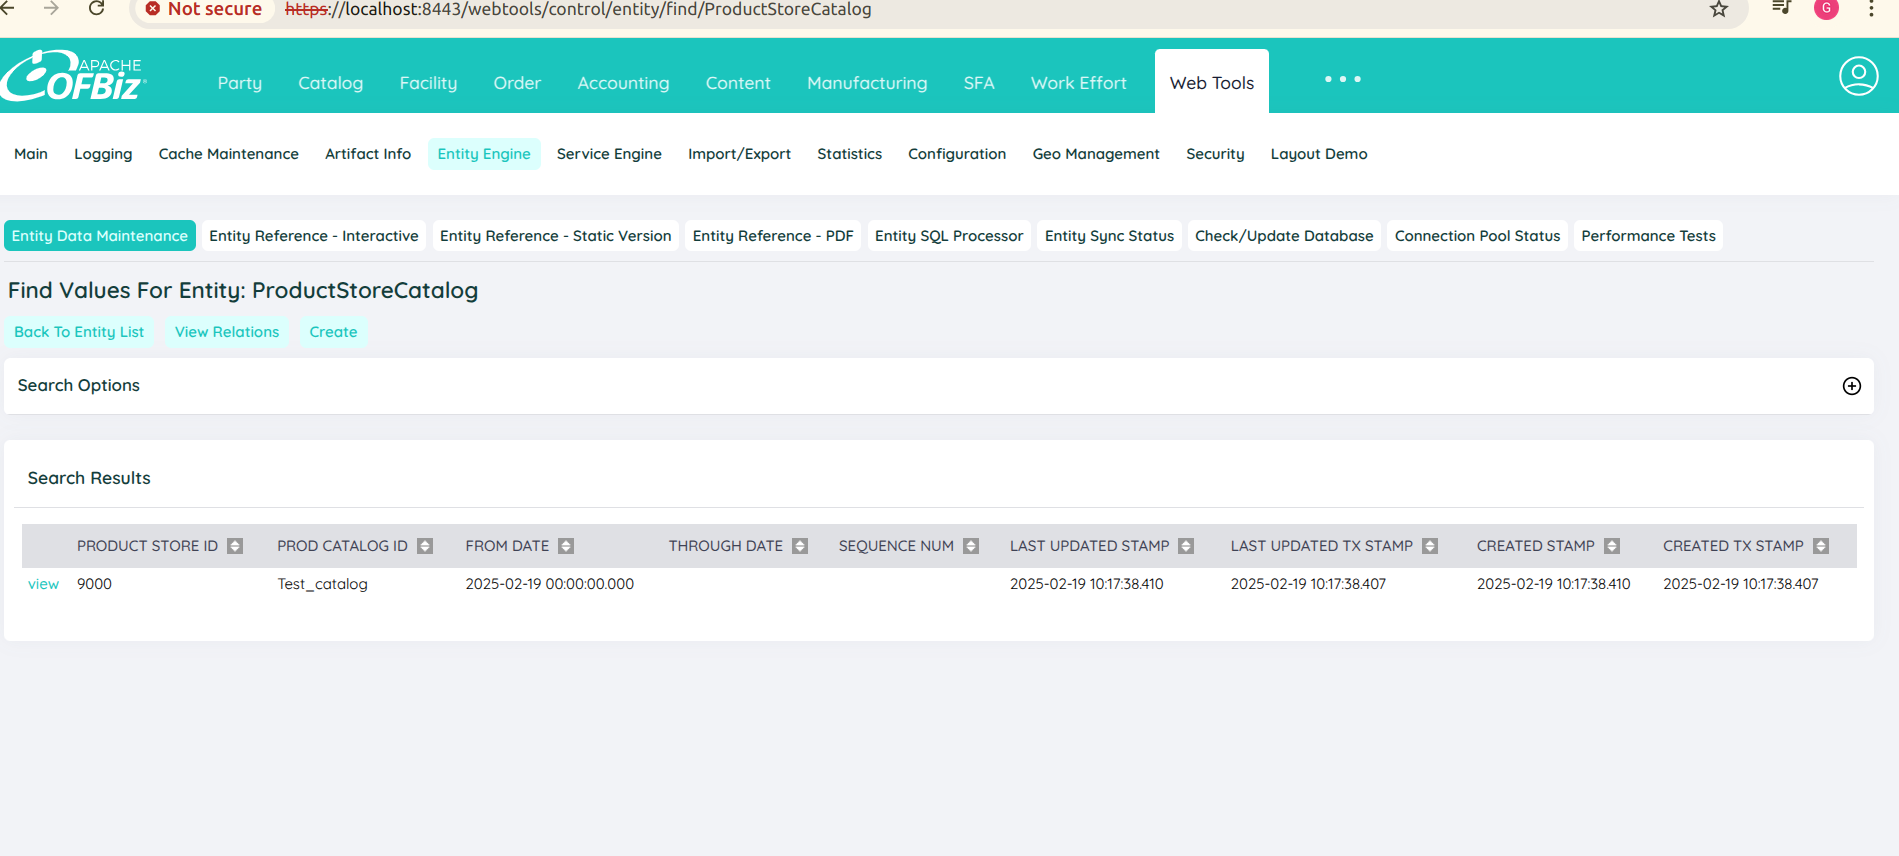 Not secure https://localhost:8443/webtools/control/entity/find/ProductStoreCatalog G
APACHE OFBiz Party Catalog Facility Order Accounting Content Manufacturing SFA Work Effort Web Tools
Main Logging Cache Maintenance Artifact Info Entity Engine Service Engine Import/Export Statistics Configuration Geo Management Security Layout Demo
Entity Data Maintenance Entity Reference - Interactive Entity Reference - Static Version Entity Reference - PDF Entity SQL Processor Entity Sync Status Check/Update Database Connection Pool Status Performance Tests
Find Values For Entity: ProductStoreCatalog
Back To Entity List View Relations Create
Search Options
Search Results
PRODUCT STORE ID PROD CATALOG ID FROM DATE THROUGH DATE SEQUENCE NUM LAST UPDATED STAMP LAST UPDATED TX STAMP CREATED STAMP CREATED TX STAMP
view 9000 Test_catalog 2025-02-19 00:00:00.000 2025-02-19 10:17:38.410 2025-02-19 10:17:38.407 2025-02-19 10:17:38.410 2025-02-19 10:17:38.407